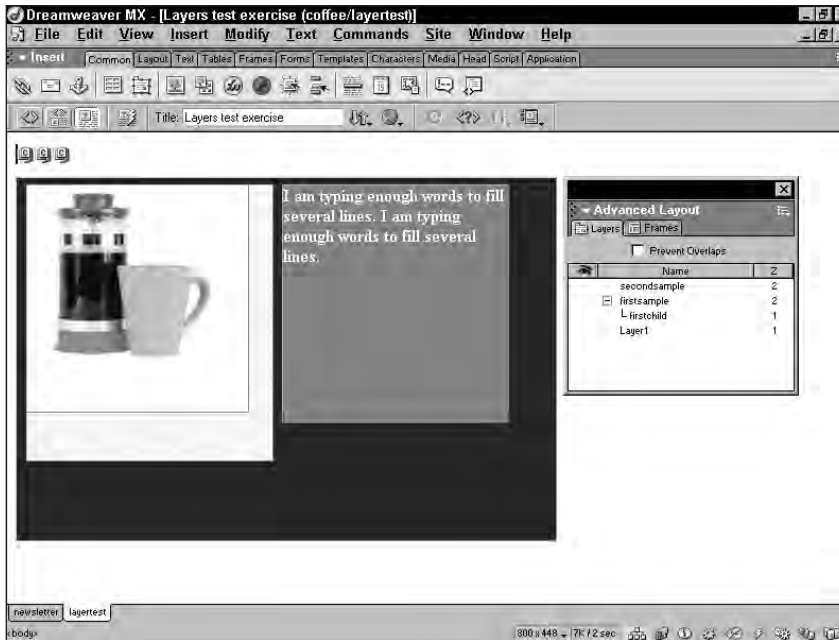 Dreamweaver MX - [Layers test exercise (coffee/layertest)]
File Edit View Insert Modify Text Commands Site Window Help
Insert Common Layout Text Tables Frames Forms Templates Characters Media Head Script Application
Title: Layers test exercise
I am typing enough words to fill
several lines. I am typing
enough words to fill several
lines.
Advanced Layout
Layers Frames
Prevent Overlaps
Name Z
secondsample 2
firstsample 2
firstchild 1
Layer1 1
newsletter layertest
<body> 800 x 448 7K / 2 sec